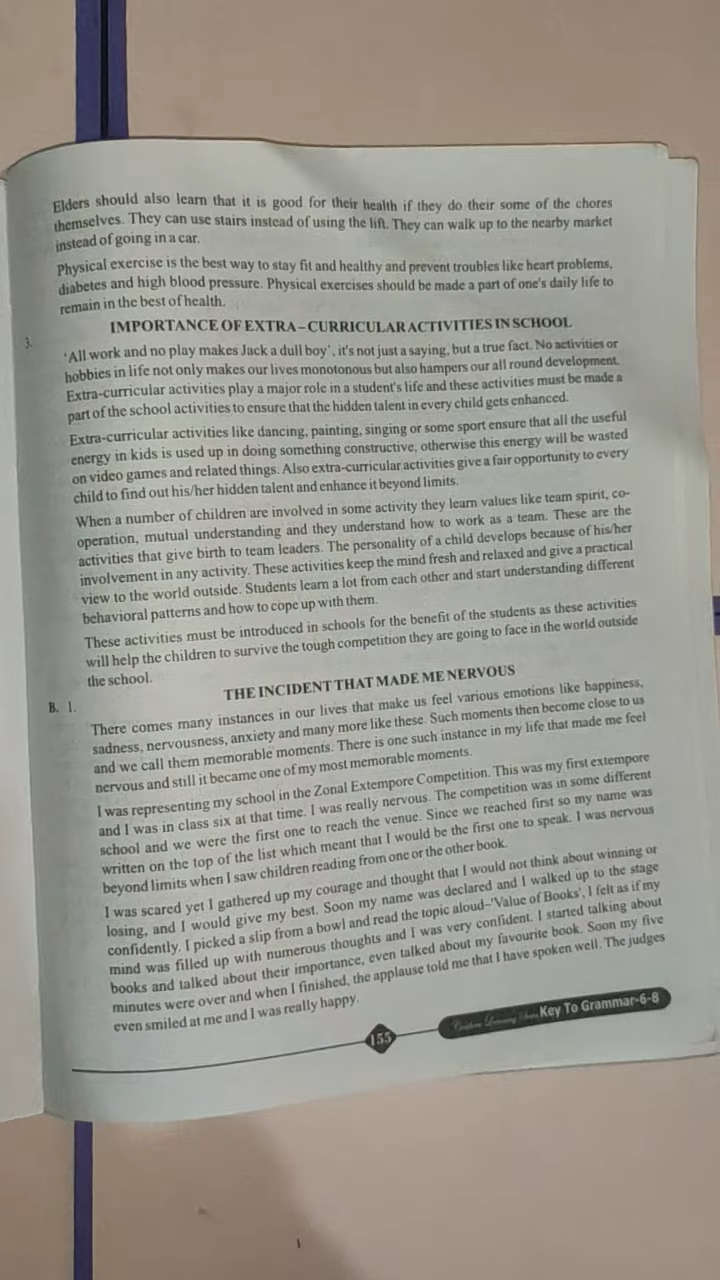 Elders should also learn that it is good for their health if they do their some of the chores
themselves. They can use stairs instead of using the lift. They can walk up to the nearby market
instead of going in a car.
Physical exercise is the best way to stay fit and healthy and prevent troubles like heart problems,
diabetes and high blood pressure. Physical exercises should be made a part of one's daily life to
remain in the best of health.
3. IMPORTANCE OF EXTRA – CURRICULAR ACTIVITIES IN SCHOOL
'All work and no play makes Jack a dull boy', it's not just a saying, but a true fact. No activities or
hobbies in life not only makes our lives monotonous but also hampers our all round development.
Extra-curricular activities play a major role in a student's life and these activities must be made a
part of the school activities to ensure that the hidden talent in every child gets enhanced.
Extra-curricular activities like dancing, painting, singing or some sport ensure that all the useful
energy in kids is used up in doing something constructive, otherwise this energy will be wasted
on video games and related things. Also extra-curricular activities give a fair opportunity to every
child to find out his/her hidden talent and enhance it beyond limits.
When a number of children are involved in some activity they learn values like team spirit, co-
operation, mutual understanding and they understand how to work as a team. These are the
activities that give birth to team leaders. The personality of a child develops because of his/her
involvement in any activity. These activities keep the mind fresh and relaxed and give a practical
view to the world outside. Students learn a lot from each other and start understanding different
behavioral patterns and how to cope up with them.
These activities must be introduced in schools for the benefit of the students as these activities
will help the children to survive the tough competition they are going to face in the world outside
the school.
B. 1. THE INCIDENT THAT MADE ME NERVOUS
There comes many instances in our lives that make us feel various emotions like happiness,
sadness, nervousness, anxiety and many more like these. Such moments then become close to us
and we call them memorable moments. There is one such instance in my life that made me feel
nervous and still it became one of my most memorable moments.
I was representing my school in the Zonal Extempore Competition. This was my first extempore
and I was in class six at that time. I was really nervous. The competition was in some different
school and we were the first one to reach the venue. Since we reached first so my name was
written on the top of the list which meant that I would be the first one to speak. I was nervous
beyond limits when I saw children reading from one or the other book.
I was scared yet I gathered up my courage and thought that I would not think about winning or
losing, and I would give my best. Soon my name was declared and I walked up to the stage
confidently. I picked a slip from a bowl and read the topic aloud–'Value of Books', I felt as if my
mind was filled up with numerous thoughts and I was very confident. I started talking about
books and talked about their importance, even talked about my favourite book. Soon my five
minutes were over and when I finished, the applause told me that I have spoken well. The judges
even smiled at me and I was really happy.
155
Key To Grammar-6-8